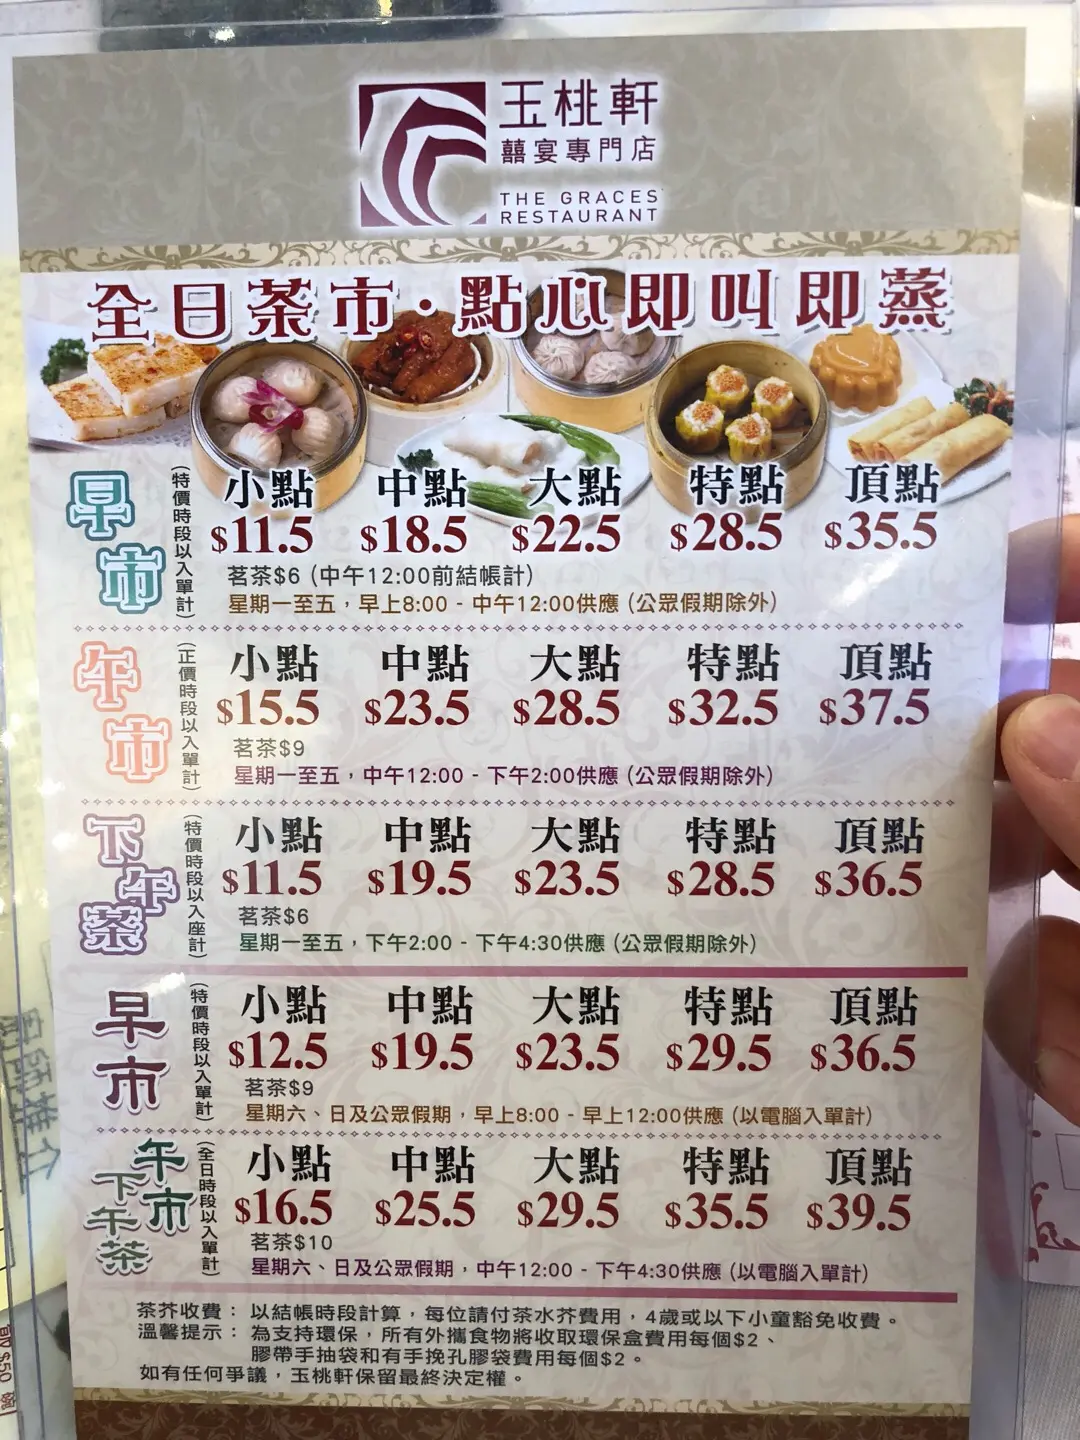 玉桃軒
囍宴專門店
THE GRACES
RESTAURANT
全日茶市·點心即叫即蒸
早市
(特價時段以入單計)
小點 中點 大點 特點 頂點
$11.5 $18.5 $22.5 $28.5 $35.5
茗茶$6 (中午12:00前結帳計)
星期一至五，早上8:00 - 中午12:00供應 (公眾假期除外)
午市
(正價時段以入單計)
小點 中點 大點 特點 頂點
$15.5 $23.5 $28.5 $32.5 $37.5
茗茶$9
星期一至五，中午12:00 - 下午2:00供應 (公眾假期除外)
下午茶
(特價時段以入座計)
小點 中點 大點 特點 頂點
$11.5 $19.5 $23.5 $28.5 $36.5
茗茶$6
星期一至五，下午2:00 - 下午4:30供應 (公眾假期除外)
早市
(特價時段以入單計)
小點 中點 大點 特點 頂點
$12.5 $19.5 $23.5 $29.5 $36.5
茗茶$9
星期六、日及公眾假期，早上8:00 - 早上12:00供應 (以電腦入單計)
午市
下午茶
(全日時段以入單計)
小點 中點 大點 特點 頂點
$16.5 $25.5 $29.5 $35.5 $39.5
茗茶$10
星期六、日及公眾假期，中午12:00 - 下午4:30供應 (以電腦入單計)
茶芥收費： 以結帳時段計算，每位請付茶水芥費用，4歲或以下小童豁免收費。
溫馨提示： 為支持環保，所有外攜食物將收取環保盒費用每個$2、
膠帶手抽袋和有手挽孔膠袋費用每個$2。
如有任何爭議，玉桃軒保留最終決定權。